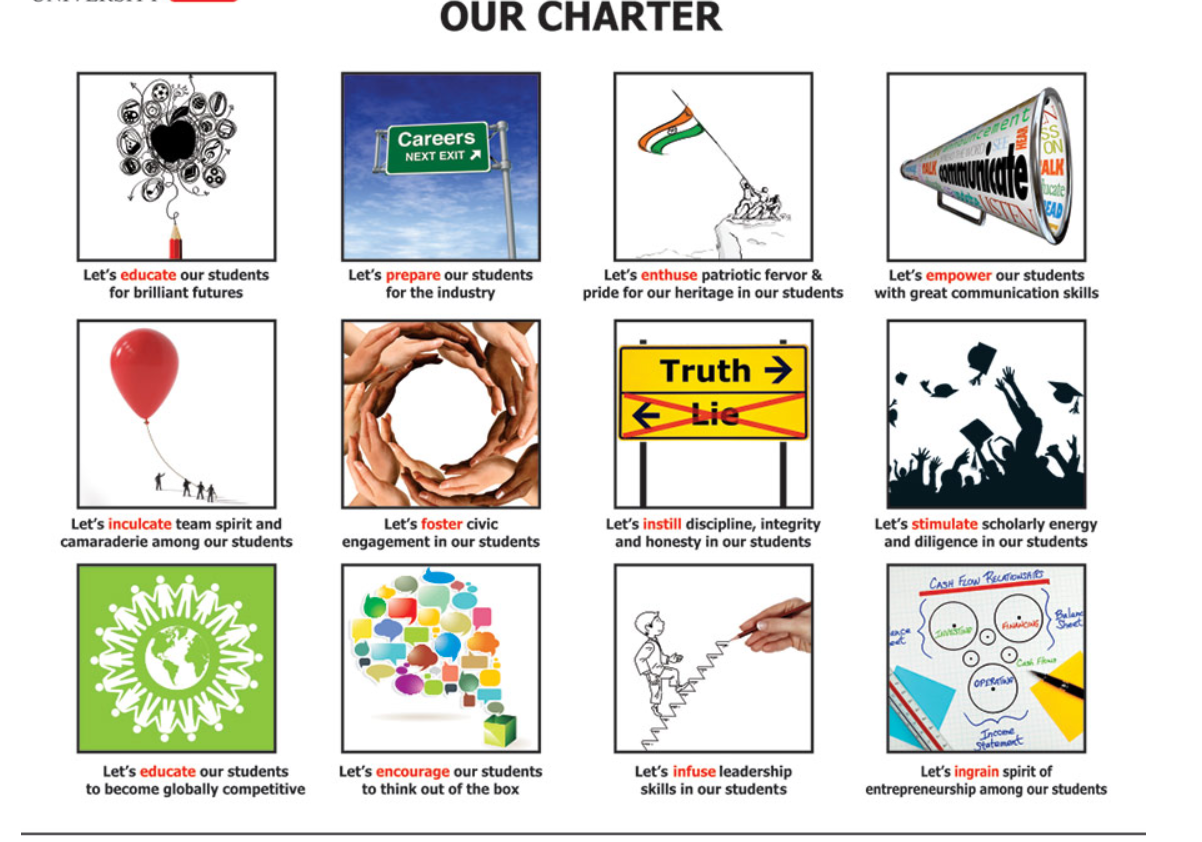 UNIVERSITY
OUR CHARTER
Careers
NEXT EXIT
communicate
TALK
LISTEN
SEE
HEAR
Let's educate our students
for brilliant futures
Let's prepare our students
for the industry
Let's enthuse patriotic fervor &
pride for our heritage in our students
Let's empower our students
with great communication skills
Truth
Lie
Let's inculcate team spirit and
camaraderie among our students
Let's foster civic
engagement in our students
Let's instill discipline, integrity
and honesty in our students
Let's stimulate scholarly energy
and diligence in our students
CASH FLOW RELATIONSHIPS
INVESTING
FINANCING
Cash Flows
OPERATING
Income
Statement
Let's educate our students
to become globally competitive
Let's encourage our students
to think out of the box
Let's infuse leadership
skills in our students
Let's ingrain spirit of
entrepreneurship among our students